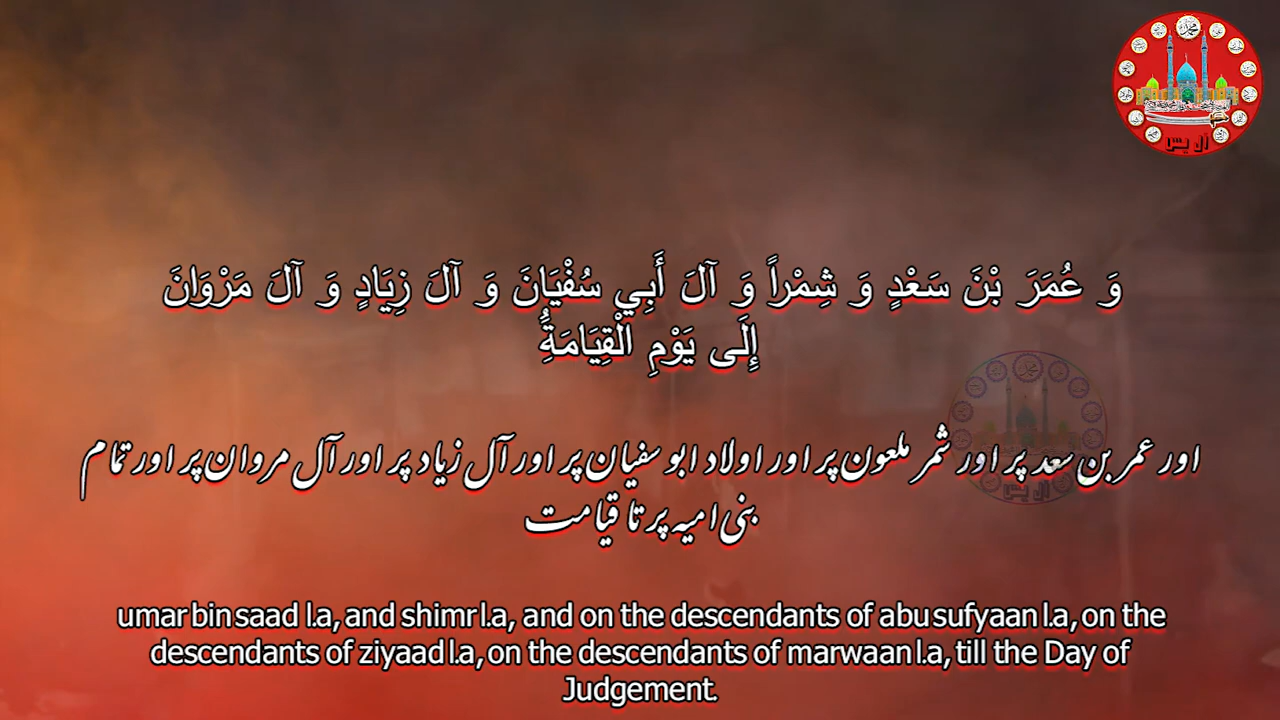 وَ عُمَرَ بْنَ سَعْدٍ وَ شِمْراً وَ آلَ أَبِي سُفْيَانَ وَ آلَ زِيَادٍ وَ آلَ مَرْوَانَ
إِلَى يَوْمِ الْقِيَامَةِ
اور عمر بن سعد پر اور شمر ملعون پر اور اولاد ابو سفیان پر اور آل زیاد پر اور آل مروان پر اور تمام
بنی امیہ پر تا قیامت
umar bin saad l.a, and shimr l.a, and on the descendants of abu sufyaan l.a, on the
descendants of ziyaad l.a, on the descendants of marwaan l.a, till the Day of
Judgement.
آل یٰسٓ